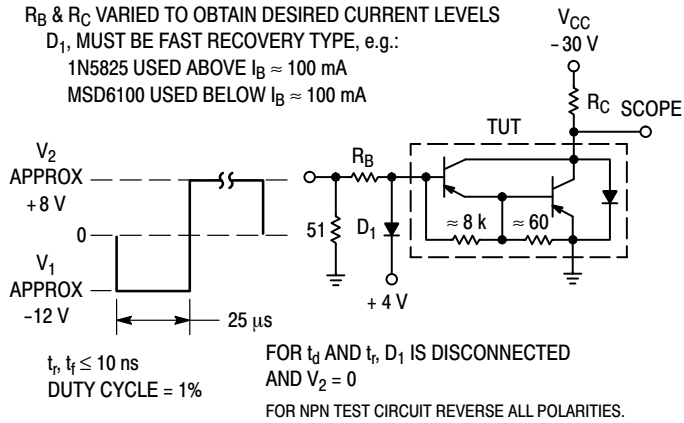 R_B & R_C VARIED TO OBTAIN DESIRED CURRENT LEVELS
D_1, MUST BE FAST RECOVERY TYPE, e.g.:
1N5825 USED ABOVE I_B ≈ 100 mA
MSD6100 USED BELOW I_B ≈ 100 mA
V_CC
-30 V
R_C SCOPE
TUT
R_B
V_2
APPROX
+8 V
0
51
D_1
≈ 8 k
≈ 60
V_1
APPROX
-12 V
+ 4 V
25 μs
t_r, t_f ≤ 10 ns
DUTY CYCLE = 1%
FOR t_d AND t_r, D_1 IS DISCONNECTED
AND V_2 = 0
FOR NPN TEST CIRCUIT REVERSE ALL POLARITIES.